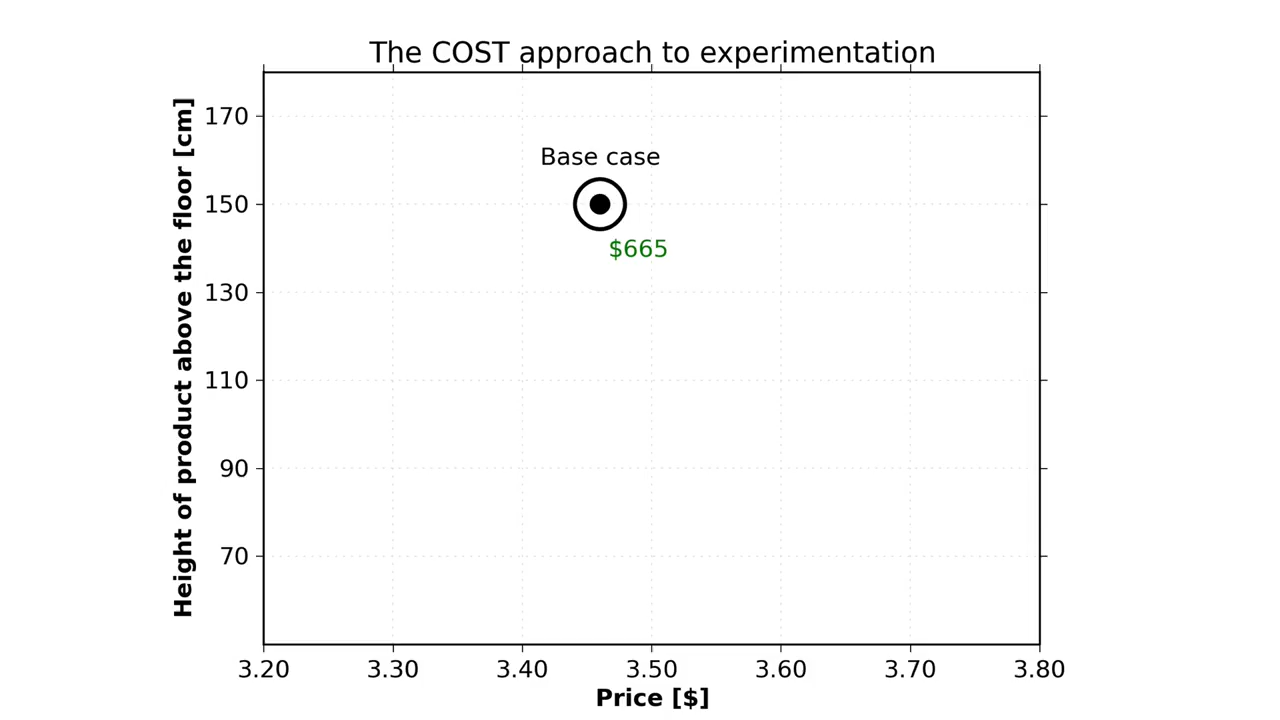 The COST approach to experimentation
Height of product above the floor [cm]
170
Base case
150
$665
130
110
90
70
3.20 3.30 3.40 3.50 3.60 3.70 3.80
Price [$]